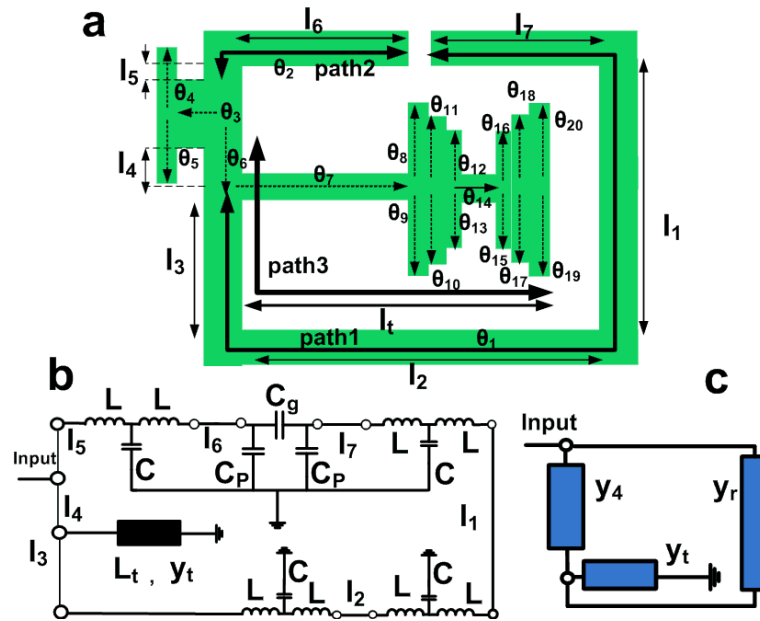 a
l6
l7
l5
θ2
path2
θ4
θ3
θ11
θ18
θ16
θ20
θ8
l4
θ5
θ6
θ7
θ12
θ14
l1
θ9
θ13
l3
θ15
path3
θ10
θ17
θ19
lt
path1
θ1
l2
b
c
Cg
L
L
L
L
l5
l6
l7
Input
C
CP
CP
C
l4
l1
l3
Lt , yt
C
C
L
L
l2
L
L
Input
y4
yr
yt